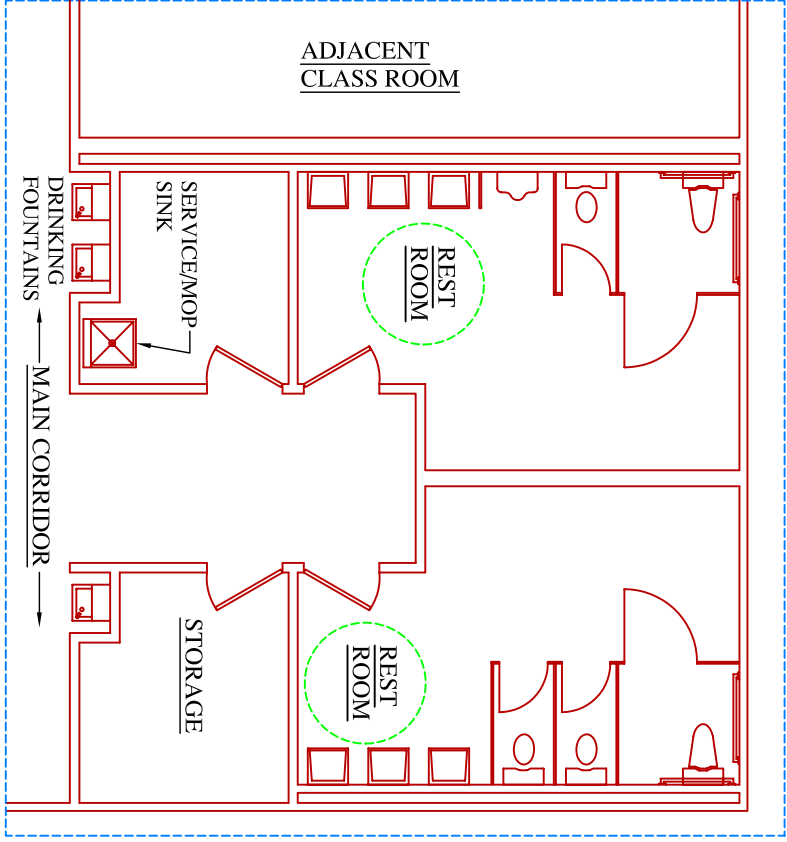 ADJACENT
CLASS ROOM
DRINKING
FOUNTAINS
SERVICE/MOP
SINK
REST
ROOM
MAIN CORRIDOR
STORAGE
REST
ROOM